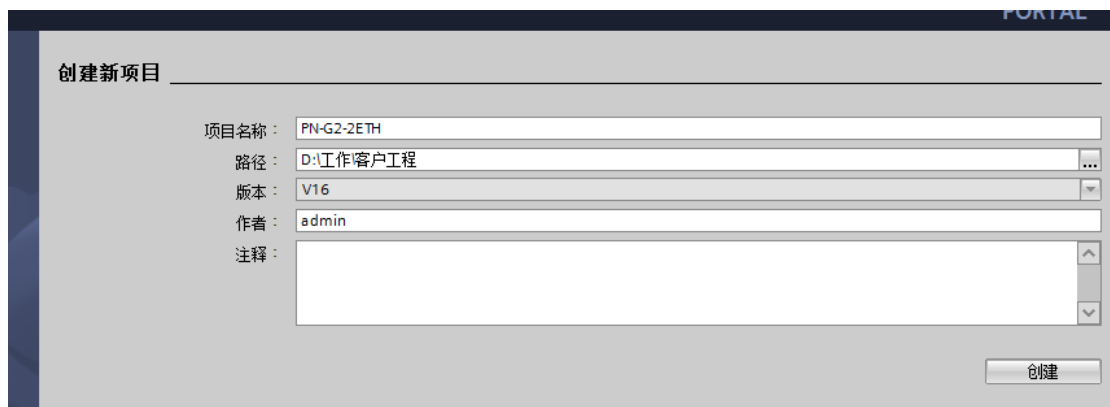 PORTAL
创建新项目
项目名称： PN-G2-2ETH
路径： D:\工作\客户工程
...
版本： V16
作者： admin
注释：
创建